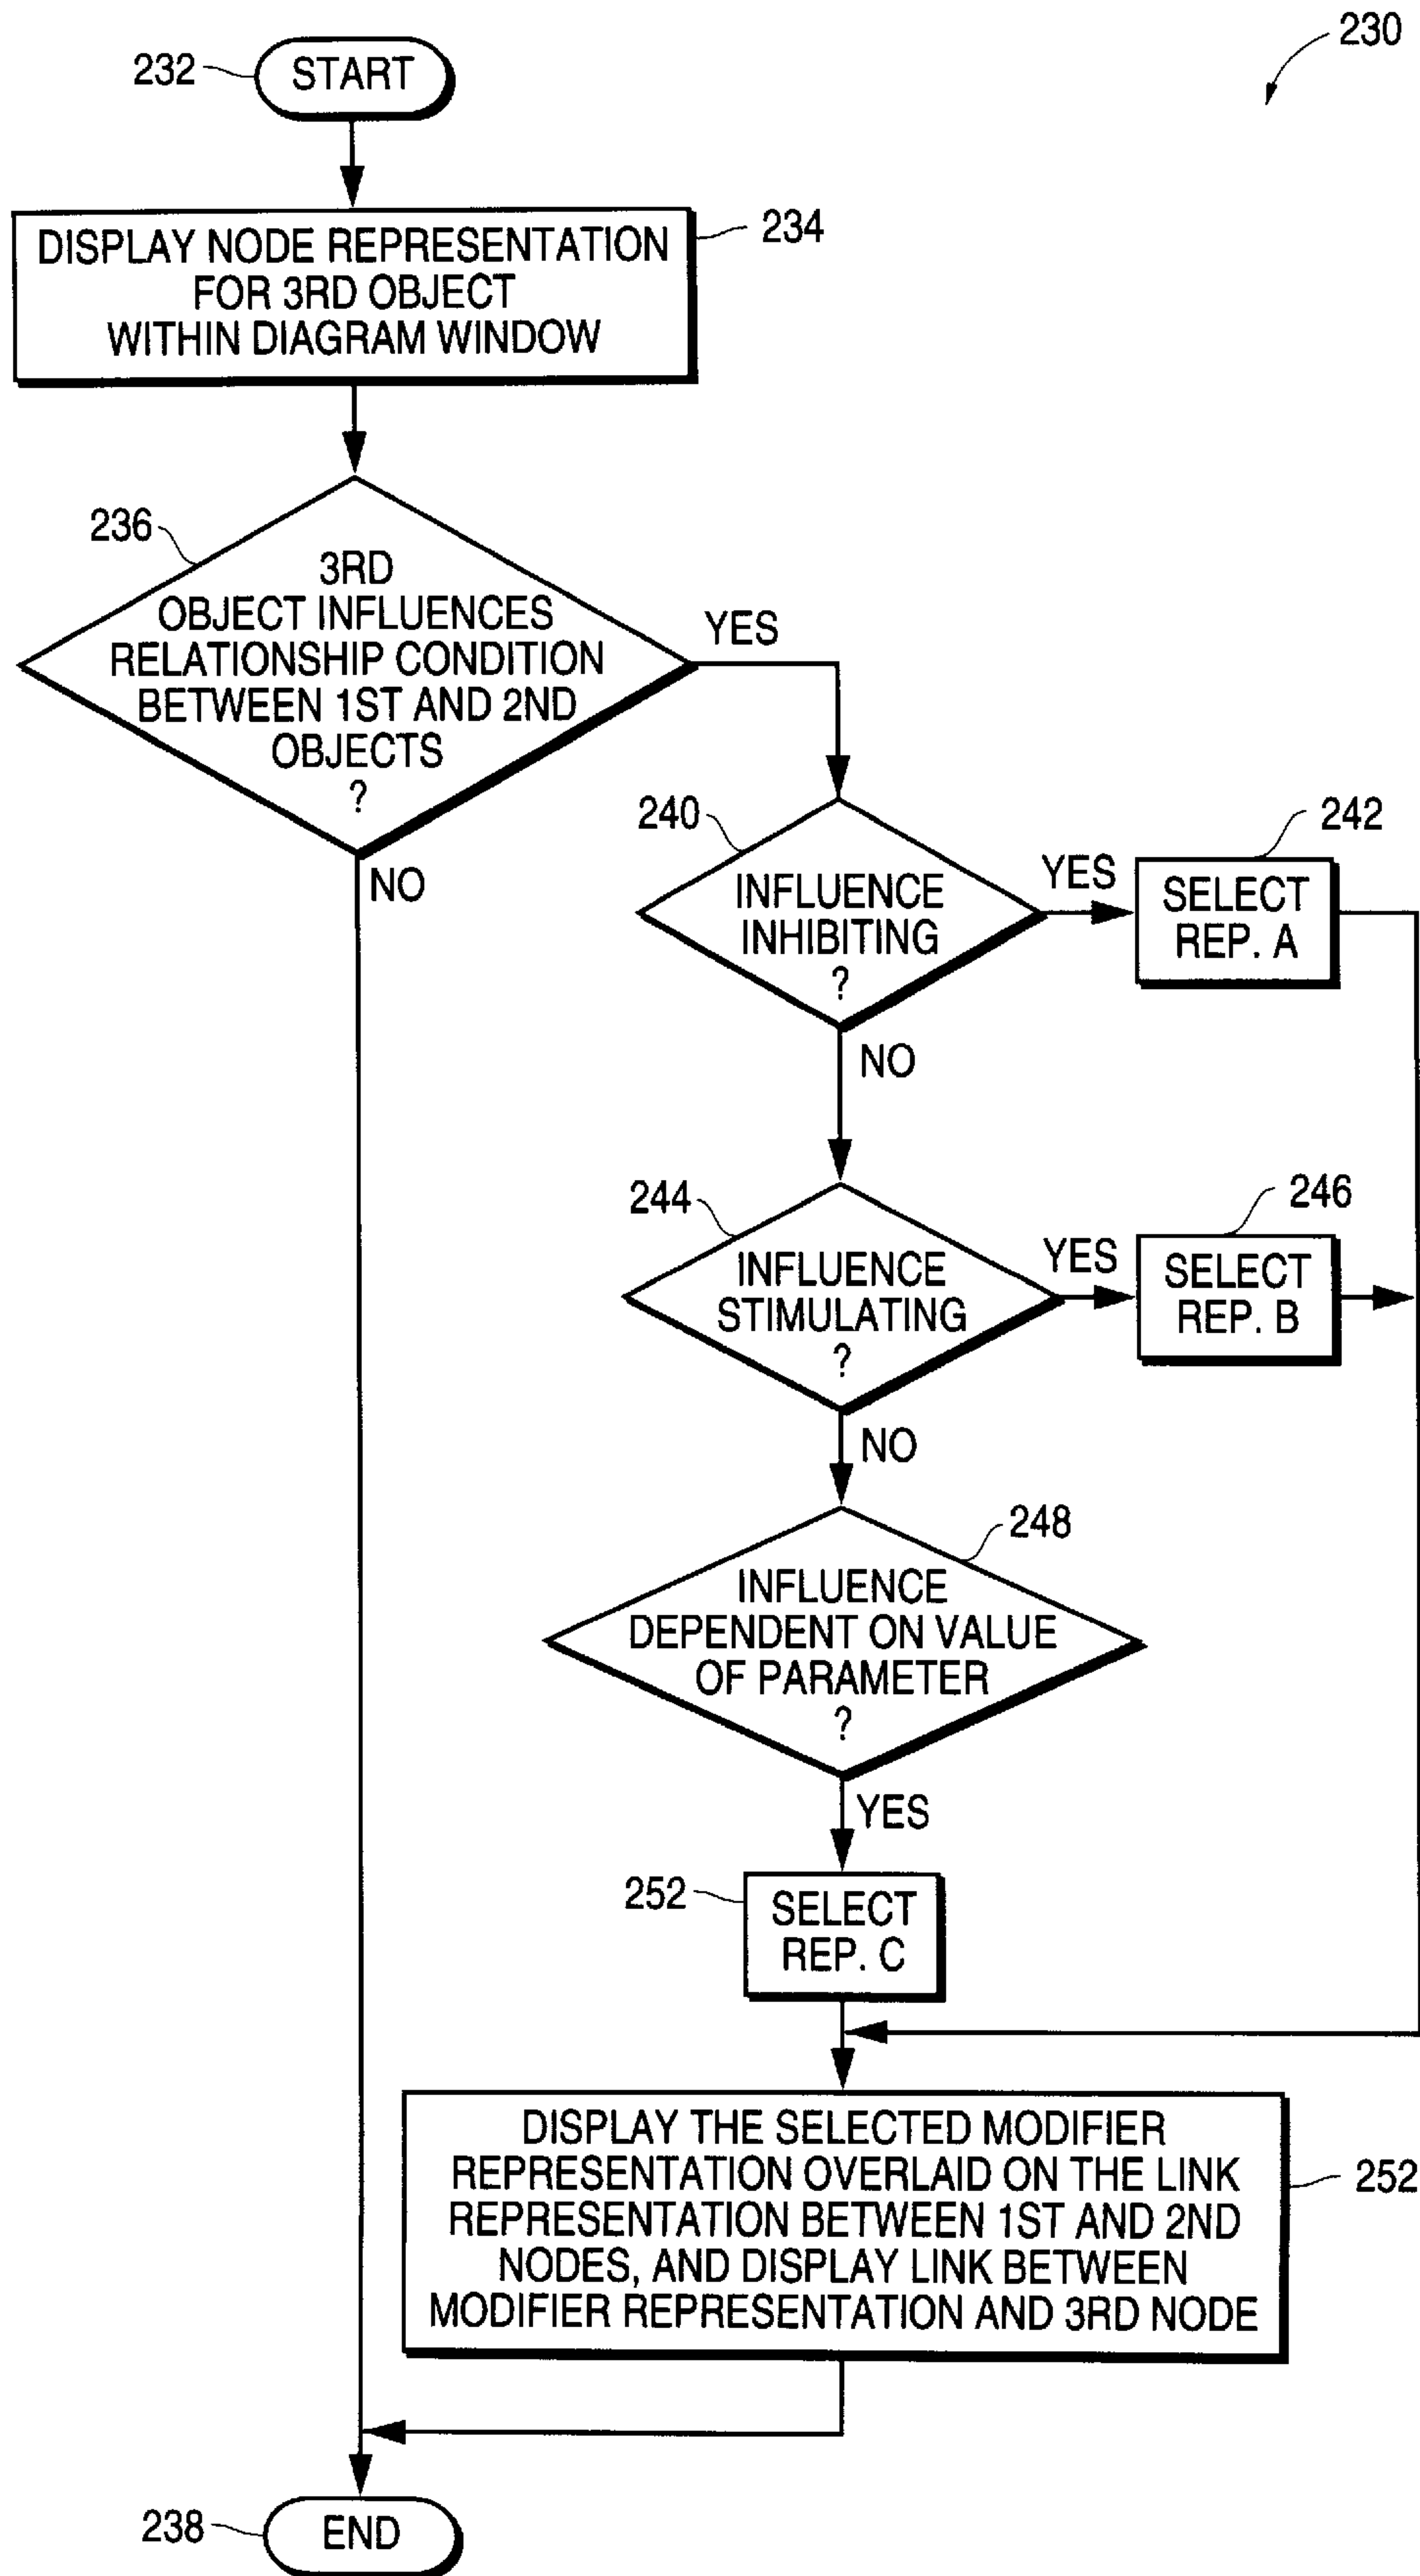 230
232
START
234
DISPLAY NODE REPRESENTATION
FOR 3RD OBJECT
WITHIN DIAGRAM WINDOW
236
3RD
OBJECT INFLUENCES
RELATIONSHIP CONDITION
BETWEEN 1ST AND 2ND
OBJECTS
?
YES
NO
240
INFLUENCE
INHIBITING
?
YES
242
SELECT
REP. A
NO
244
INFLUENCE
STIMULATING
?
YES
246
SELECT
REP. B
NO
248
INFLUENCE
DEPENDENT ON VALUE
OF PARAMETER
?
YES
252
SELECT
REP. C
DISPLAY THE SELECTED MODIFIER
REPRESENTATION OVERLAID ON THE LINK
REPRESENTATION BETWEEN 1ST AND 2ND
NODES, AND DISPLAY LINK BETWEEN
MODIFIER REPRESENTATION AND 3RD NODE
252
238
END